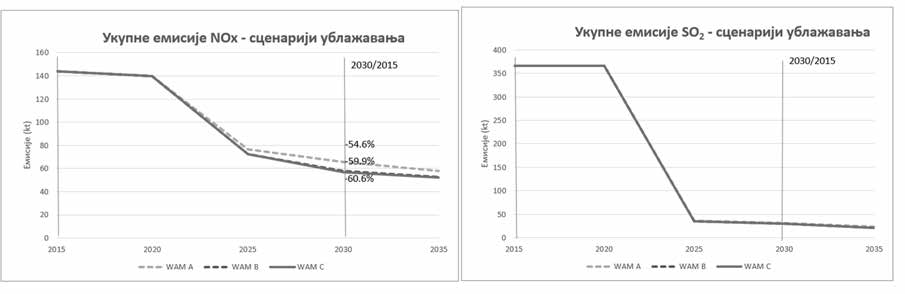 Укупне емисије NOx - сценарији ублажавања
160
140
120
100
80
60
40
20
0
Емисије (kt)
2030/2015
-54.6%
-59.9%
-60.6%
2015 2020 2025 2030 2035
WAM A WAM B WAM C
Укупне емисије SO₂ - сценарији ублажавања
400
350
300
250
200
150
100
50
0
Емисије (kt)
2030/2015
2015 2020 2025 2030 2035
WAM A WAM B WAM C